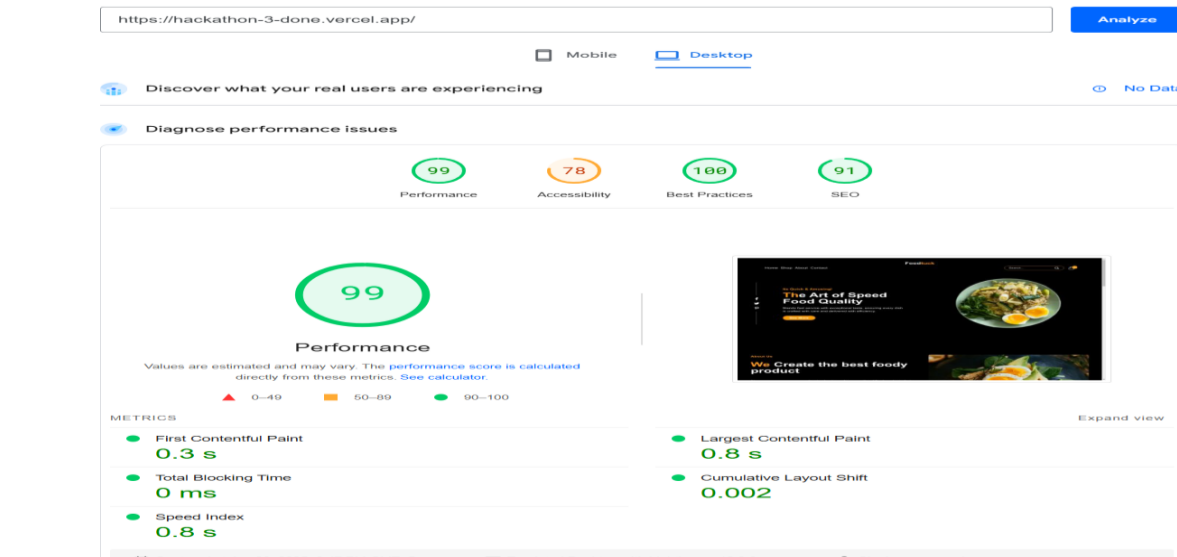 https://hackathon-3-done.vercel.app/
Analyze
Mobile
Desktop
Discover what your real users are experiencing
No Data
Diagnose performance issues
99
78
100
91
Performance
Accessibility
Best Practices
SEO
99
Performance
Values are estimated and may vary. The performance score is calculated
directly from these metrics. See calculator.
0–49
50–89
90–100
The Art of Speed
Food Quality
About Us
We Create the best foody
product
METRICS
Expand view
First Contentful Paint
0.3 s
Largest Contentful Paint
0.8 s
Total Blocking Time
0 ms
Cumulative Layout Shift
0.002
Speed Index
0.8 s